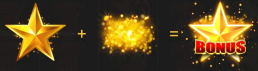 + =
BONUS